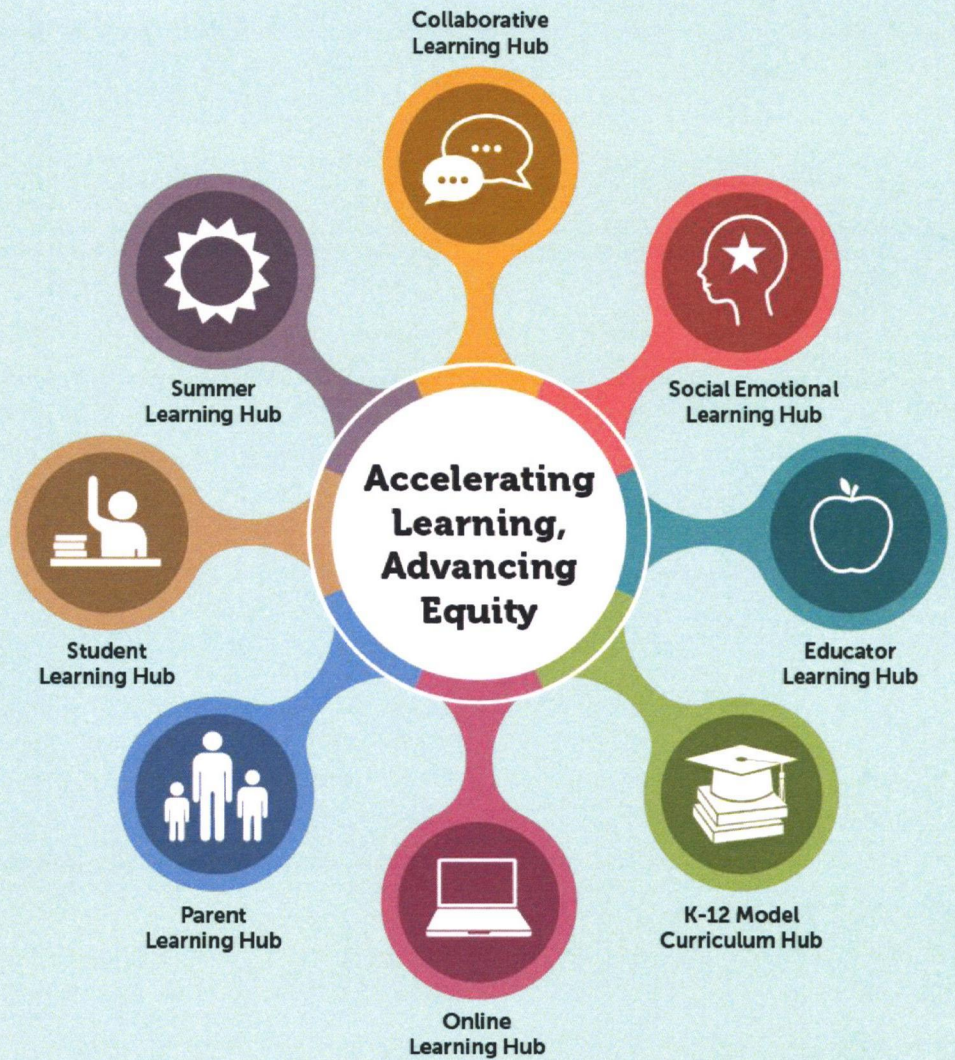 Collaborative
Learning Hub
Summer
Learning Hub
Social Emotional
Learning Hub
Accelerating
Learning,
Advancing
Equity
Student
Learning Hub
Educator
Learning Hub
Parent
Learning Hub
K-12 Model
Curriculum Hub
Online
Learning Hub